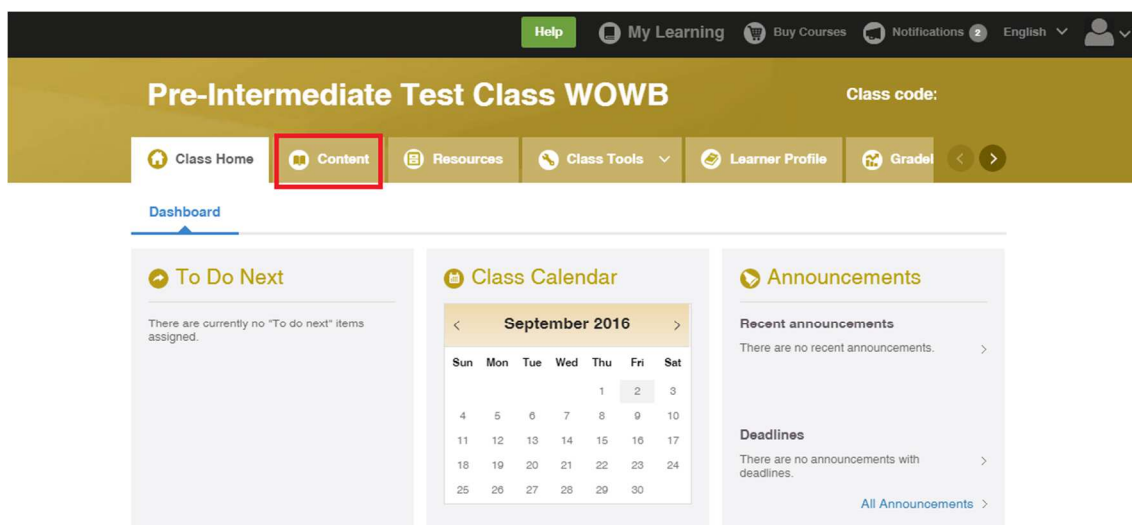 Help My Learning Buy Courses Notifications 2 English
Pre-Intermediate Test Class WOWB
Class code:
Class Home Content Resources Class Tools Learner Profile Gradel
Dashboard
To Do Next
There are currently no "To do next" items
assigned.
Class Calendar
< September 2016 >
Sun Mon Tue Wed Thu Fri Sat
1 2 3
4 5 6 7 8 9 10
11 12 13 14 15 16 17
18 19 20 21 22 23 24
25 26 27 28 29 30
Announcements
Recent announcements
There are no recent announcements.
Deadlines
There are no announcements with
deadlines.
All Announcements >